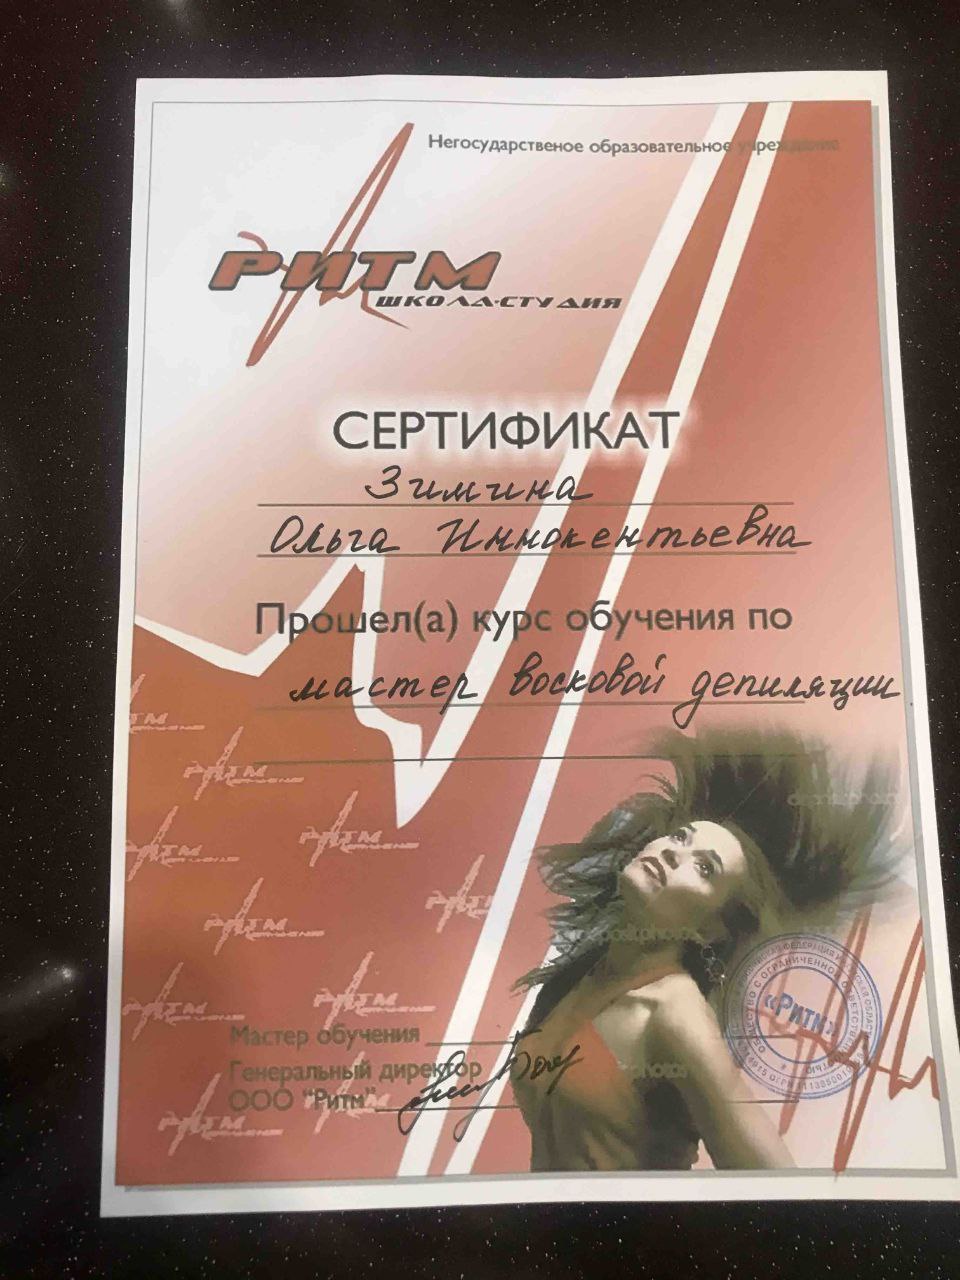 Негосударственое образовательное учреждение
РИТМ
ШКОЛА-СТУДИЯ
СЕРТИФИКАТ
Зимина
Ольга Иннокентьевна
Прошел(а) курс обучения по
мастер восковой депиляции
Мастер обучения
Генеральный директор
ООО "Ритм"
«Ритм»